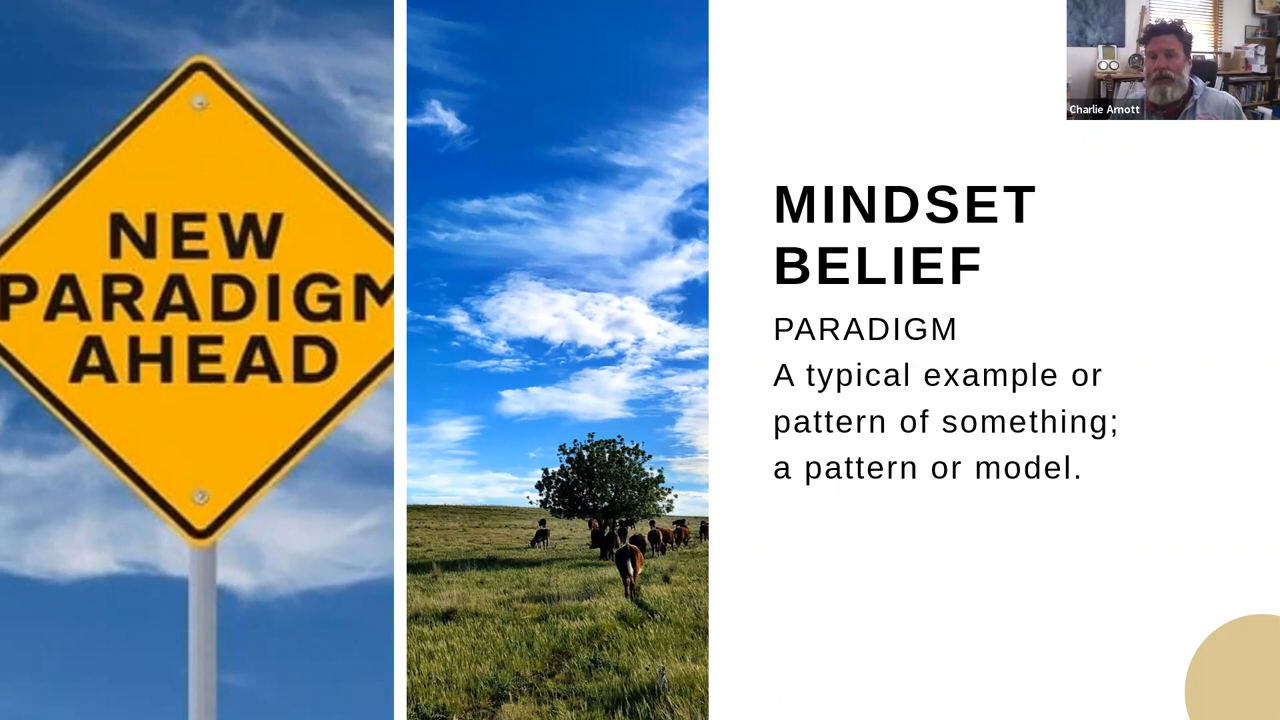 NEW
PARADIGM
AHEAD
Charlie Arnott
MINDSET
BELIEF
PARADIGM
A typical example or
pattern of something;
a pattern or model.